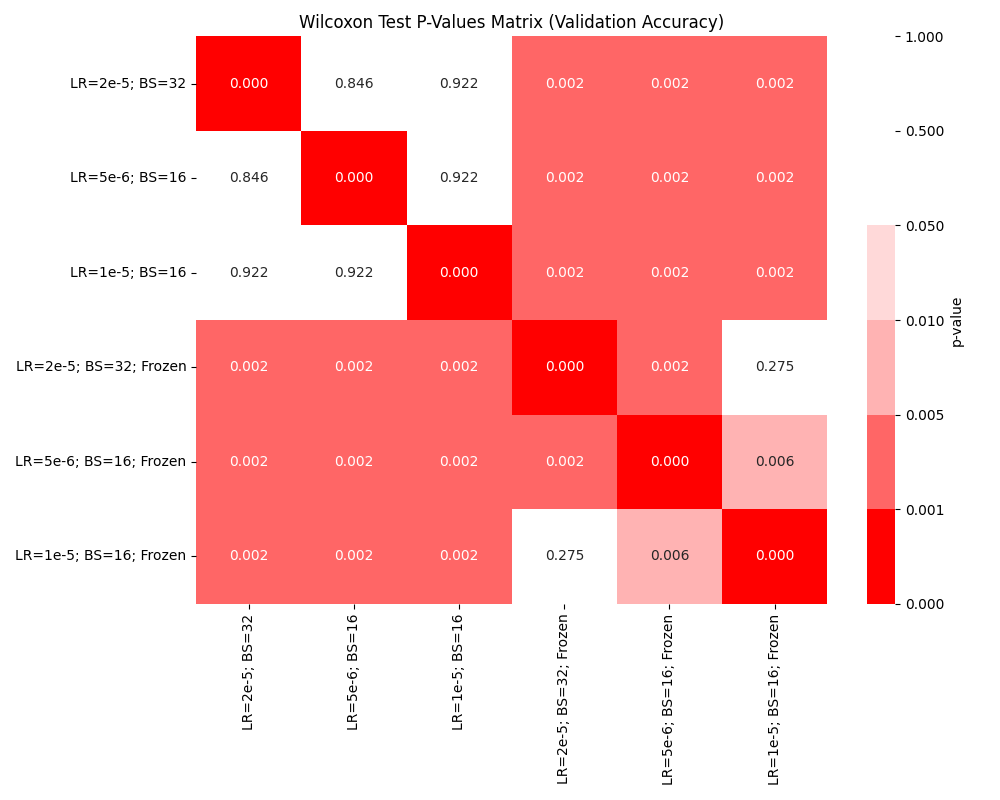 Wilcoxon Test P-Values Matrix (Validation Accuracy)
LR=2e-5; BS=32 0.000 0.846 0.922 0.002 0.002 0.002
LR=5e-6; BS=16 0.846 0.000 0.922 0.002 0.002 0.002
LR=1e-5; BS=16 0.922 0.922 0.000 0.002 0.002 0.002
LR=2e-5; BS=32; Frozen 0.002 0.002 0.002 0.000 0.002 0.275
LR=5e-6; BS=16; Frozen 0.002 0.002 0.002 0.002 0.000 0.006
LR=1e-5; BS=16; Frozen 0.002 0.002 0.002 0.275 0.006 0.000
LR=2e-5; BS=32
LR=5e-6; BS=16
LR=1e-5; BS=16
LR=2e-5; BS=32; Frozen
LR=5e-6; BS=16; Frozen
LR=1e-5; BS=16; Frozen
1.000
0.500
0.050
0.010
0.005
0.001
0.000
p-value